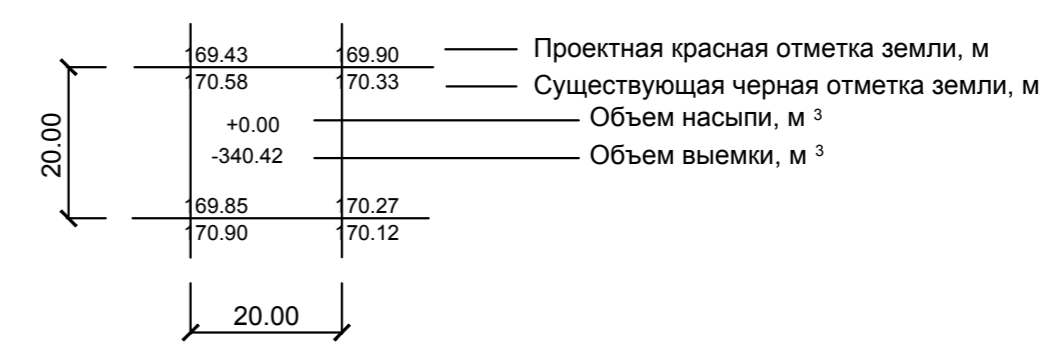 169.43 169.90 Проектная красная отметка земли, м
170.58 170.33 Существующая черная отметка земли, м
+0.00 Объем насыпи, м ³
-340.42 Объем выемки, м ³
20.00
169.85 170.27
170.90 170.12
20.00